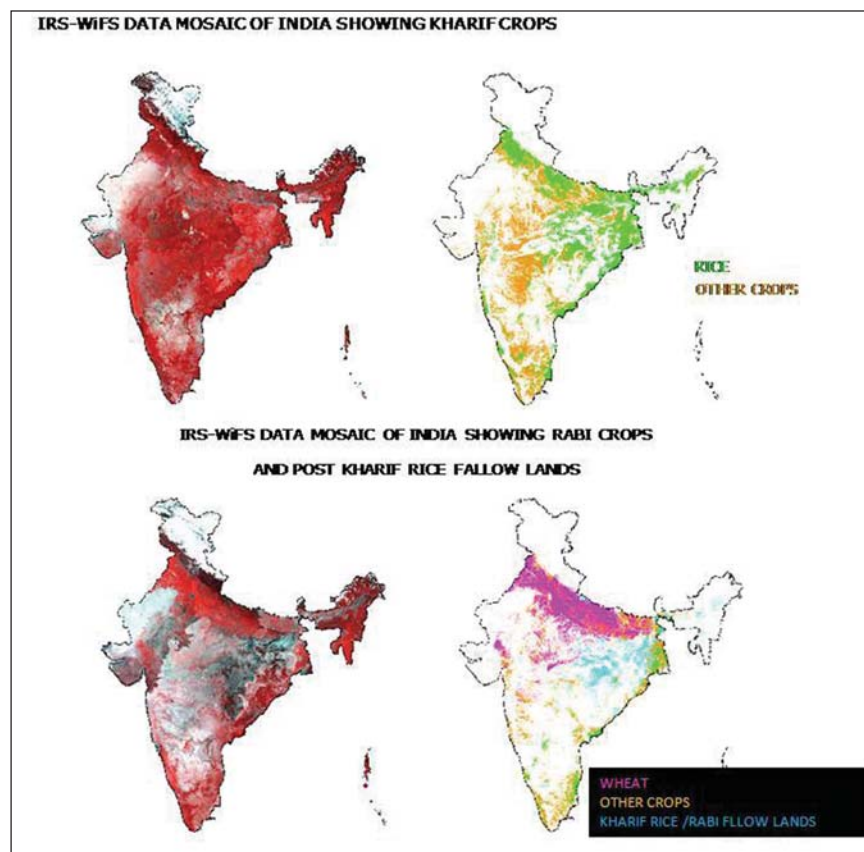 IRS-WiFS DATA MOSAIC OF INDIA SHOWING KHARIF CROPS
RICE
OTHER CROPS
IRS-WiFS DATA MOSAIC OF INDIA SHOWING RABI CROPS
AND POST KHARIF RICE FALLOW LANDS
WHEAT
OTHER CROPS
KHARIF RICE /RABI FLLOW LANDS